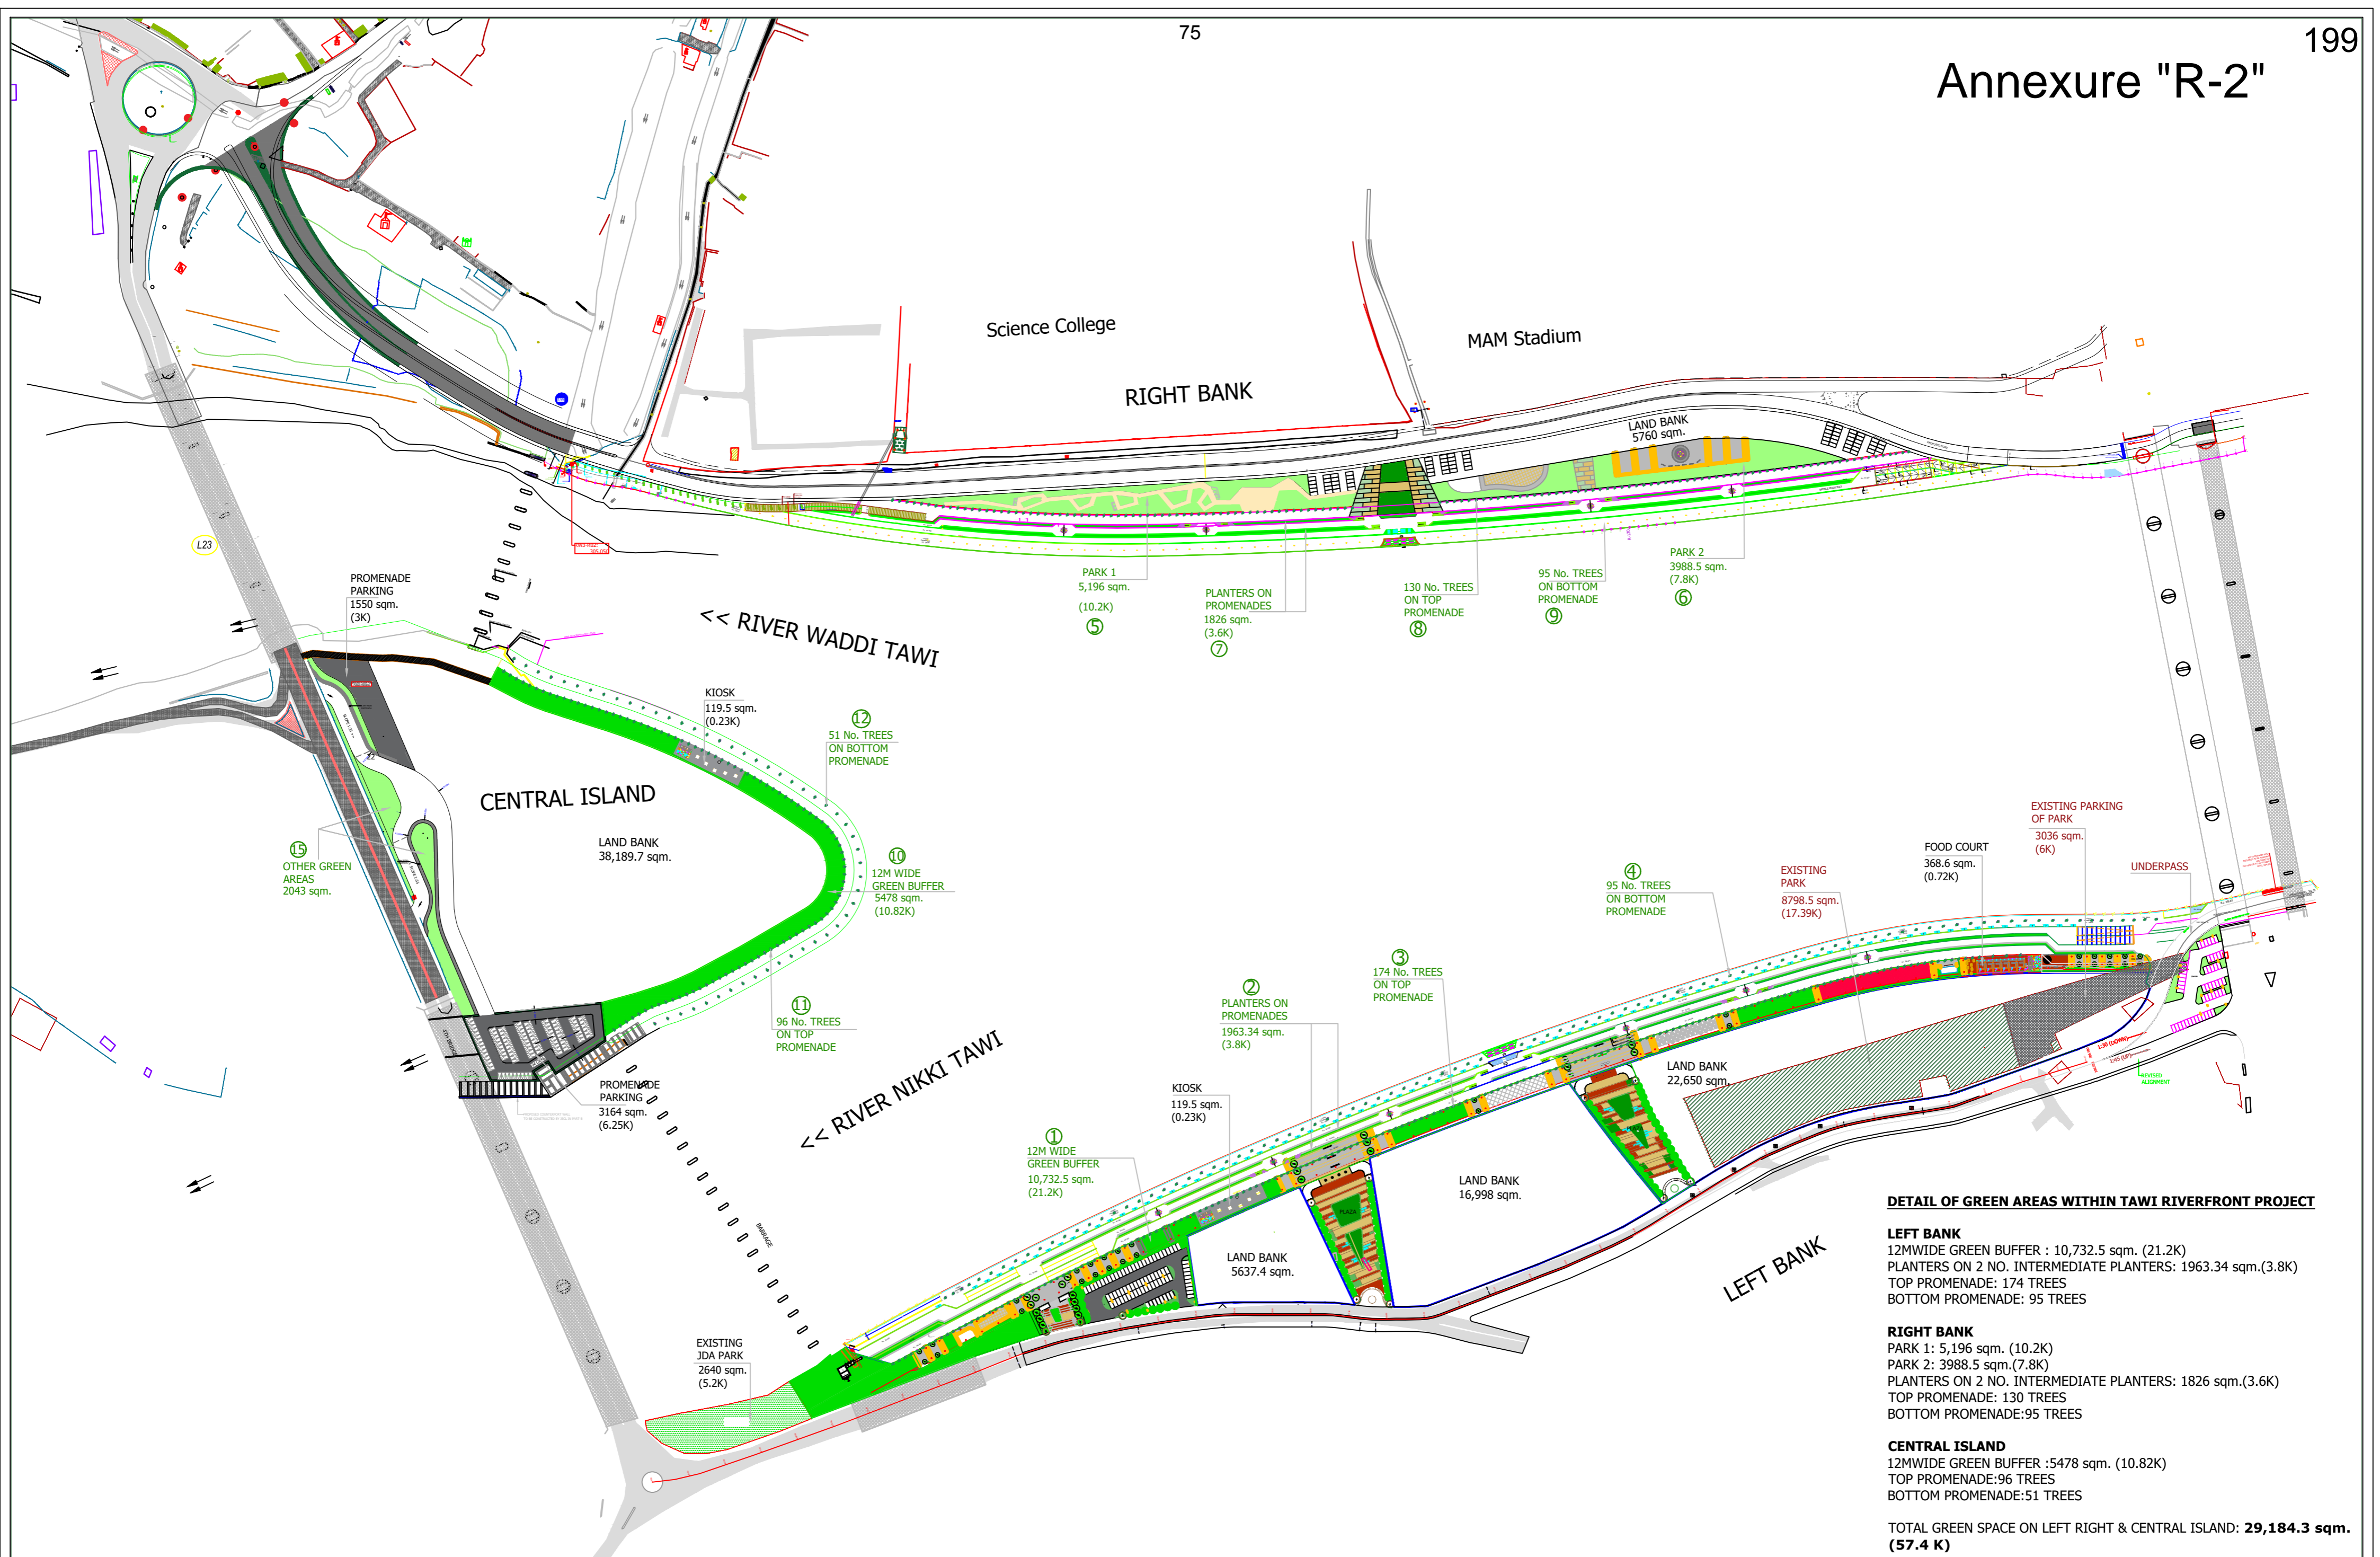 75
199
Annexure "R-2"
Science College
MAM Stadium
RIGHT BANK
LAND BANK
5760 sqm.
L23
PROMENADE
PARKING
1550 sqm.
(3K)
<< RIVER WADDI TAWI
PARK 1
5,196 sqm.
(10.2K)
5
PLANTERS ON
PROMENADES
1826 sqm.
(3.6K)
7
130 No. TREES
ON TOP
PROMENADE
8
95 No. TREES
ON BOTTOM
PROMENADE
9
PARK 2
3988.5 sqm.
(7.8K)
6
KIOSK
119.5 sqm.
(0.23K)
12
51 No. TREES
ON BOTTOM
PROMENADE
CENTRAL ISLAND
LAND BANK
38,189.7 sqm.
15
OTHER GREEN
AREAS
2043 sqm.
10
12M WIDE
GREEN BUFFER
5478 sqm.
(10.82K)
11
96 No. TREES
ON TOP
PROMENADE
4TH BRIDGE
PROMENADE
PARKING
3164 sqm.
(6.25K)
<< RIVER NIKKI TAWI
BARRAGE
EXISTING PARKING
OF PARK
3036 sqm.
(6K)
FOOD COURT
368.6 sqm.
(0.72K)
UNDERPASS
EXISTING
PARK
8798.5 sqm.
(17.39K)
4
95 No. TREES
ON BOTTOM
PROMENADE
3
174 No. TREES
ON TOP
PROMENADE
2
PLANTERS ON
PROMENADES
1963.34 sqm.
(3.8K)
KIOSK
119.5 sqm.
(0.23K)
1
12M WIDE
GREEN BUFFER
10,732.5 sqm.
(21.2K)
LAND BANK
22,650 sqm.
1:30 (DOWN)
1:45 (UP)
REVISED
ALIGNMENT
PLAZA
LAND BANK
16,998 sqm.
PLAZA
LAND BANK
5637.4 sqm.
LEFT BANK
EXISTING
JDA PARK
2640 sqm.
(5.2K)
DETAIL OF GREEN AREAS WITHIN TAWI RIVERFRONT PROJECT
LEFT BANK
12MWIDE GREEN BUFFER : 10,732.5 sqm. (21.2K)
PLANTERS ON 2 NO. INTERMEDIATE PLANTERS: 1963.34 sqm.(3.8K)
TOP PROMENADE: 174 TREES
BOTTOM PROMENADE: 95 TREES
RIGHT BANK
PARK 1: 5,196 sqm. (10.2K)
PARK 2: 3988.5 sqm.(7.8K)
PLANTERS ON 2 NO. INTERMEDIATE PLANTERS: 1826 sqm.(3.6K)
TOP PROMENADE: 130 TREES
BOTTOM PROMENADE:95 TREES
CENTRAL ISLAND
12MWIDE GREEN BUFFER :5478 sqm. (10.82K)
TOP PROMENADE:96 TREES
BOTTOM PROMENADE:51 TREES
TOTAL GREEN SPACE ON LEFT RIGHT & CENTRAL ISLAND: 29,184.3 sqm.
(57.4 K)